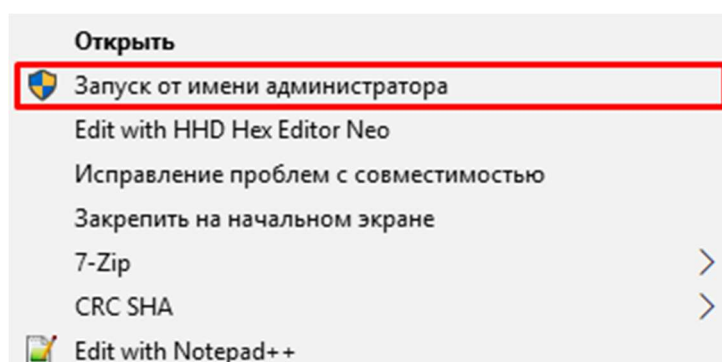 Открыть
Запуск от имени администратора
Edit with HHD Hex Editor Neo
Исправление проблем с совместимостью
Закрепить на начальном экране
7-Zip
CRC SHA
Edit with Notepad++